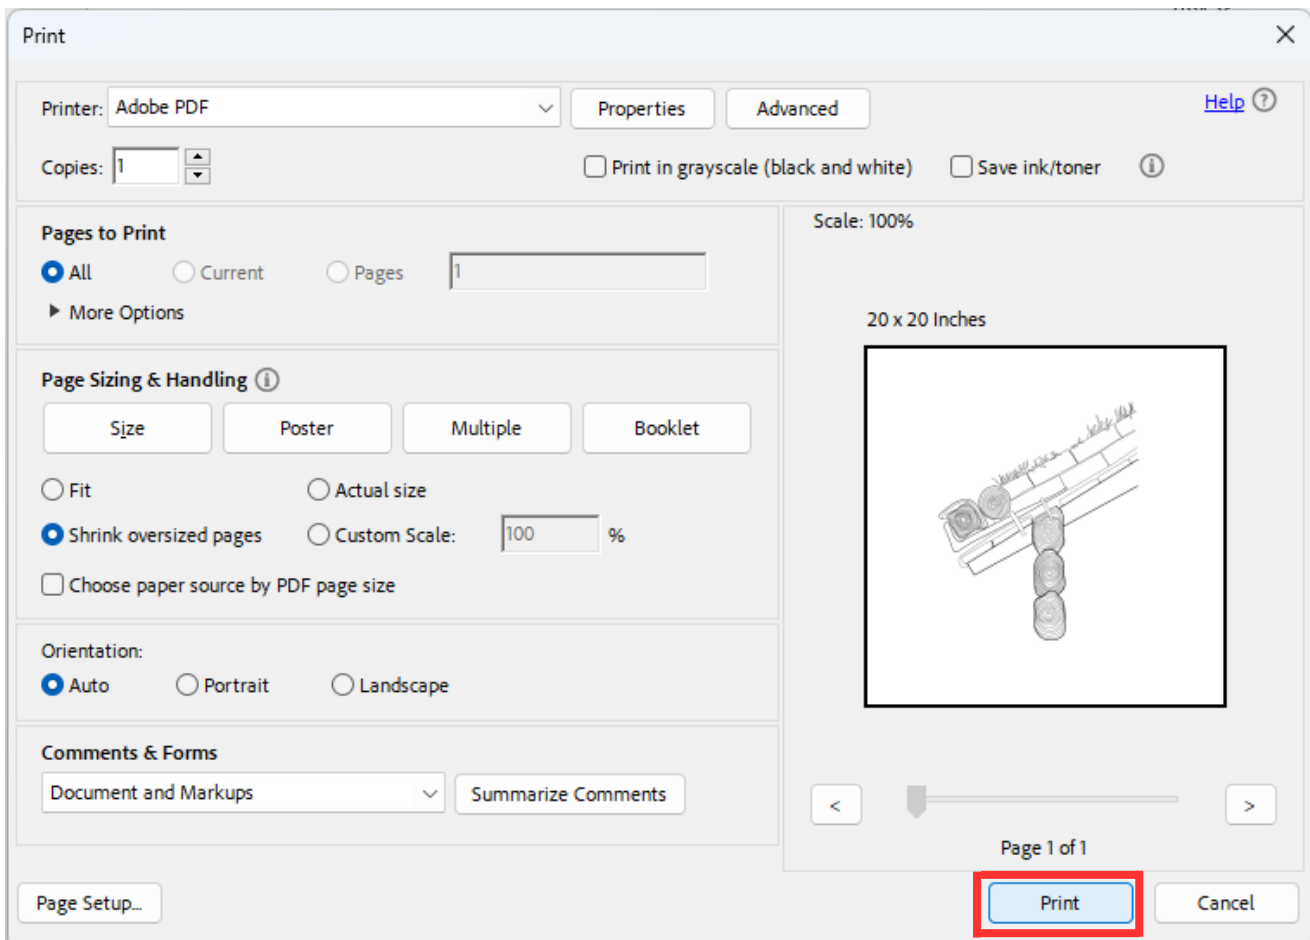 Print
Printer: Adobe PDF Properties Advanced Help
Copies: 1 Print in grayscale (black and white) Save ink/toner
Pages to Print
All Current Pages 1
More Options
Page Sizing & Handling
Size Poster Multiple Booklet
Fit Actual size
Shrink oversized pages Custom Scale: 100 %
Choose paper source by PDF page size
Orientation:
Auto Portrait Landscape
Comments & Forms
Document and Markups Summarize Comments
Scale: 100%
20 x 20 Inches
< >
Page 1 of 1
Page Setup... Print Cancel